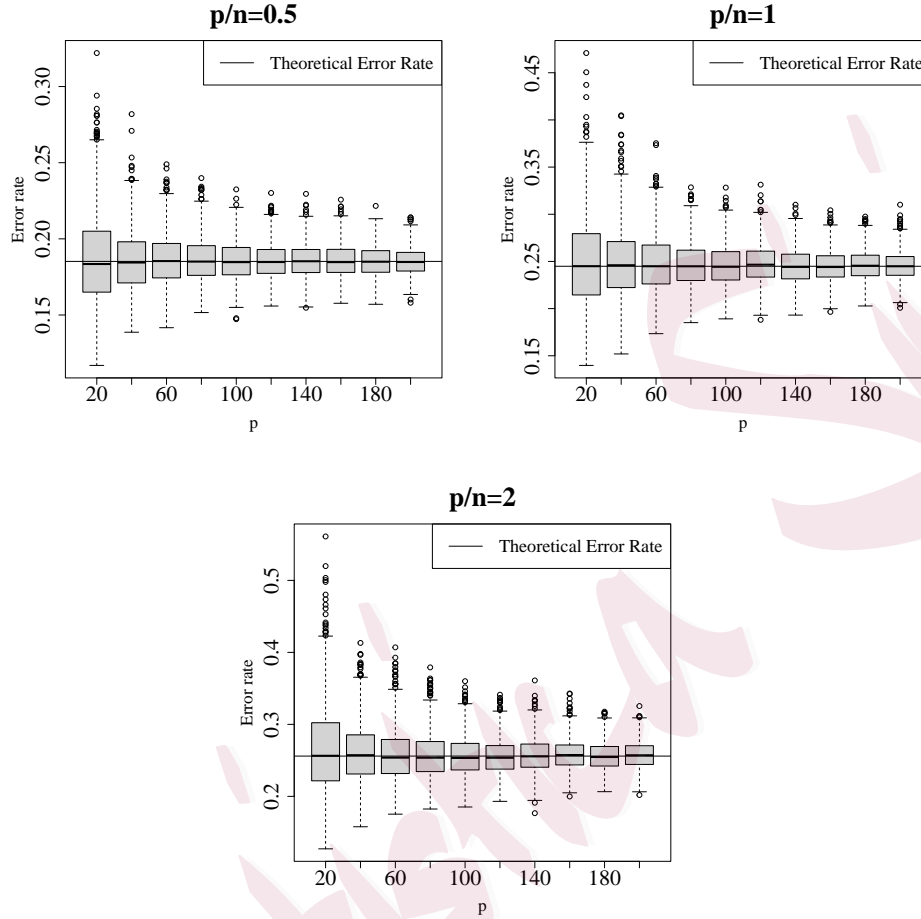 p/n=0.5
Theoretical Error Rate
Error rate
0.30
0.25
0.20
0.15
20 60 100 140 180
p
p/n=1
Theoretical Error Rate
Error rate
0.45
0.35
0.25
0.15
20 60 100 140 180
p
p/n=2
Theoretical Error Rate
Error rate
0.5
0.4
0.3
0.2
20 60 100 140 180
p